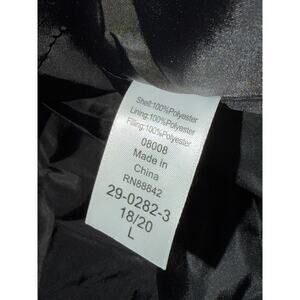 Shell:100%Polyester
Lining:100%Polyester
Filling:100%Polyester
08008
Made in
China
RN88842
29-0282-3
18/20
L